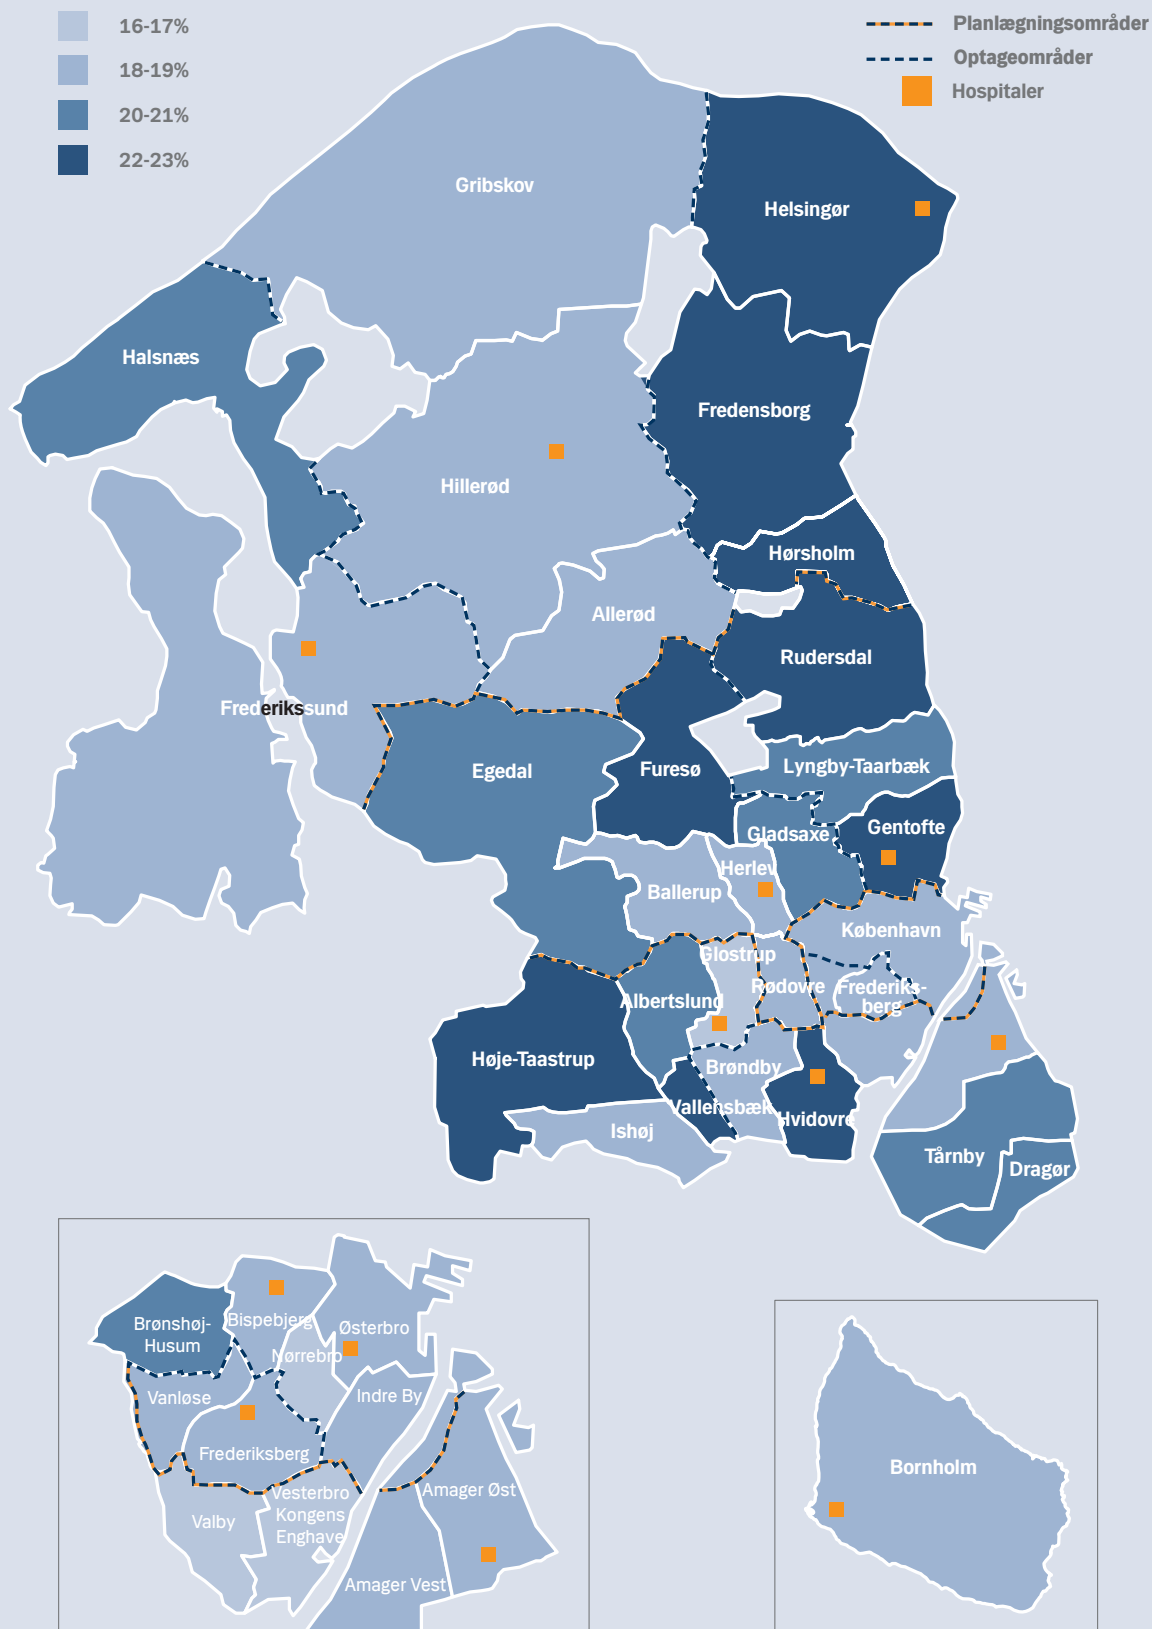 16-17%
18-19%
20-21%
22-23%
Planlægningsområder
Optageområder
Hospitaler
Gribskov
Helsingør
Halsnæs
Fredensborg
Hillerød
Hørsholm
Allerød
Rudersdal
Frederikssund
Egedal
Furesø
Lyngby-Taarbæk
Gladsaxe
Gentofte
Herlev
Ballerup
København
Glostrup
Rødovre
Frederiks-
berg
Albertslund
Høje-Taastrup
Brøndby
Vallensbæk
Hvidovre
Ishøj
Tårnby
Dragør
Brønshøj-
Husum
Bispebjerg
Østerbro
Nørrebro
Vanløse
Indre By
Frederiksberg
Vesterbro
Kongens
Enghave
Valby
Amager Øst
Amager Vest
Bornholm